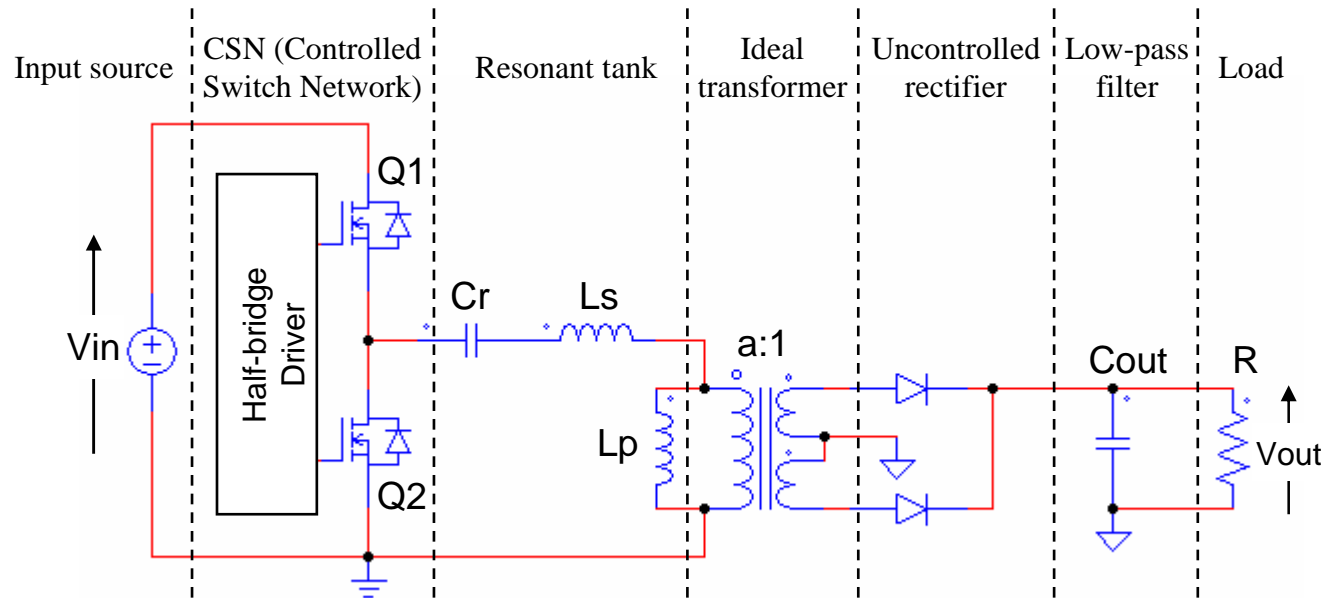 Input source
CSN (Controlled
Switch Network)
Resonant tank
Ideal
transformer
Uncontrolled
rectifier
Low-pass
filter
Load
Q1
Half-bridge
Driver
Vin
Cr
Ls
a:1
Cout
R
Lp
Vout
Q2